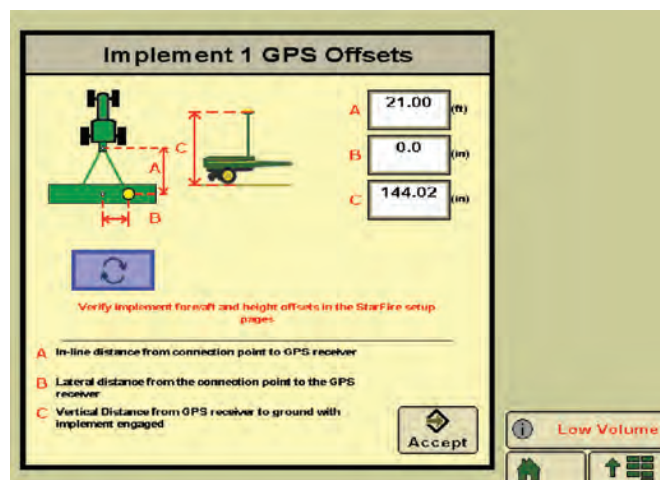 Implement 1 GPS Offsets
A 21.00 (ft)
B 0.0 (in)
C 144.02 (in)
C
A
B
Verify implement fore/aft and height offsets in the StarFire setup
pages
A In-line distance from connection point to GPS receiver
B Lateral distance from the connection point to the GPS
receiver
C Vertical Distance from GPS receiver to ground with
implement engaged
Accept
Low Volume